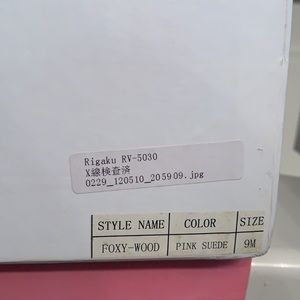 Rigaku RV-5030
X線検査済
0229_120510_205909.jpg
STYLE NAME COLOR SIZE
FOXY-WOOD PINK SUEDE 9M